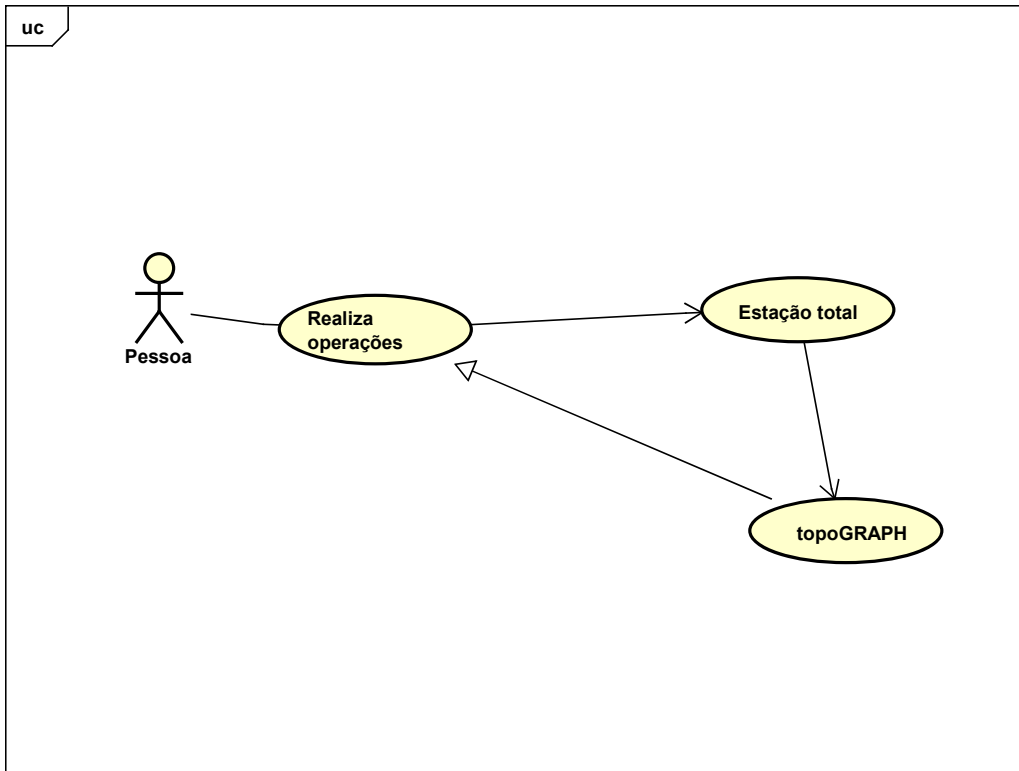 uc
Realiza
operações
Estação total
Pessoa
topoGRAPH